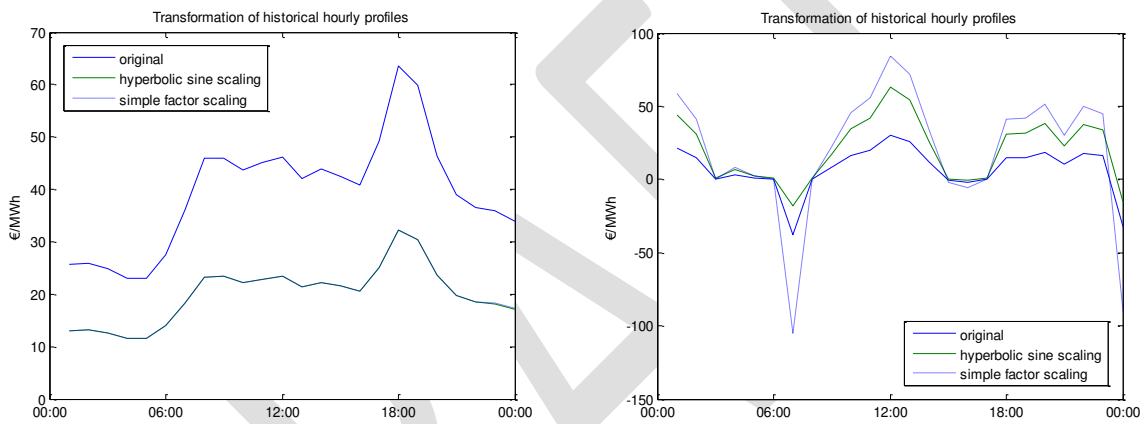 Transformation of historical hourly profiles
70
60
50
40
30
20
10
0
€/MWh
original
hyperbolic sine scaling
simple factor scaling
00:00 06:00 12:00 18:00 00:00
Transformation of historical hourly profiles
100
50
0
-50
-100
-150
€/MWh
original
hyperbolic sine scaling
simple factor scaling
00:00 06:00 12:00 18:00 00:00